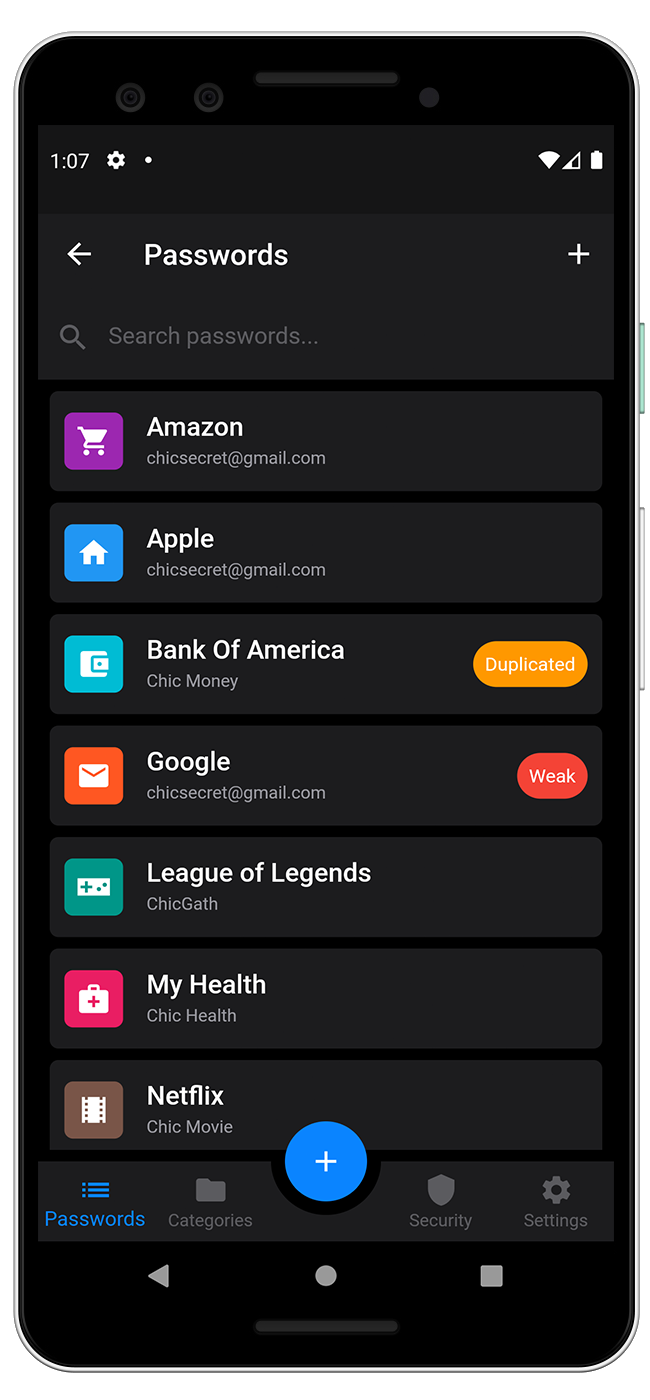 1:07
Passwords
Search passwords...
Amazon
chicsecret@gmail.com
Apple
chicsecret@gmail.com
Bank Of America
Chic Money
Duplicated
Google
chicsecret@gmail.com
Weak
League of Legends
ChicGath
My Health
Chic Health
Netflix
Chic Movie
Passwords Categories Security Settings